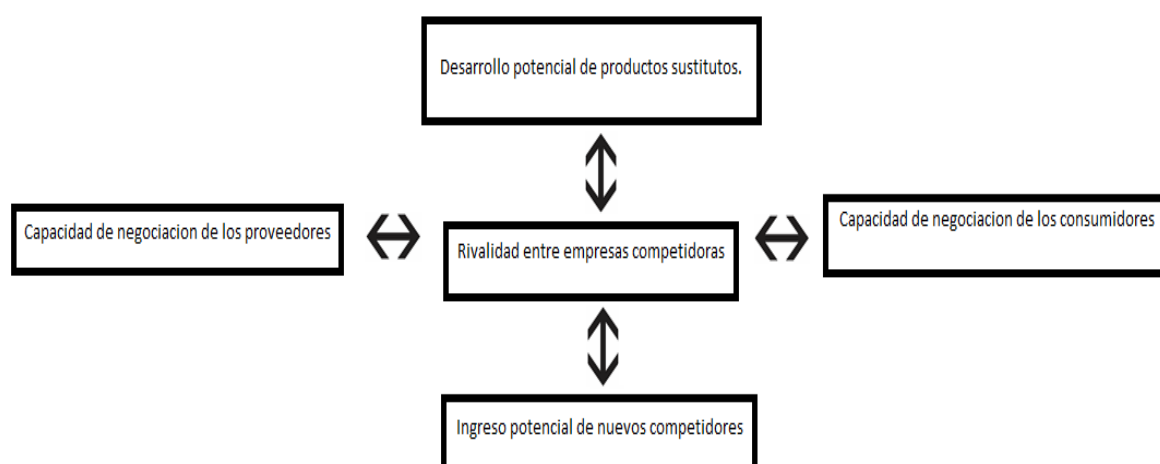 Desarrollo potencial de productos sustitutos.
Capacidad de negociacion de los proveedores
Rivalidad entre empresas competidoras
Capacidad de negociacion de los consumidores
Ingreso potencial de nuevos competidores